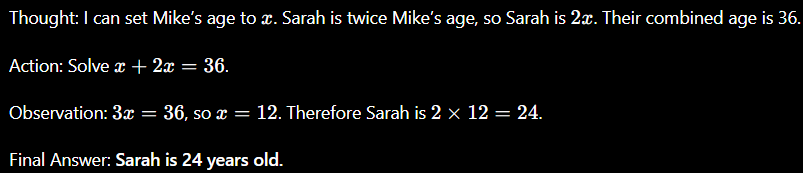 Thought: I can set Mike's age to x. Sarah is twice Mike's age, so Sarah is 2x. Their combined age is 36.
Action: Solve x + 2x = 36.
Observation: 3x = 36, so x = 12. Therefore Sarah is 2 × 12 = 24.
Final Answer: Sarah is 24 years old.